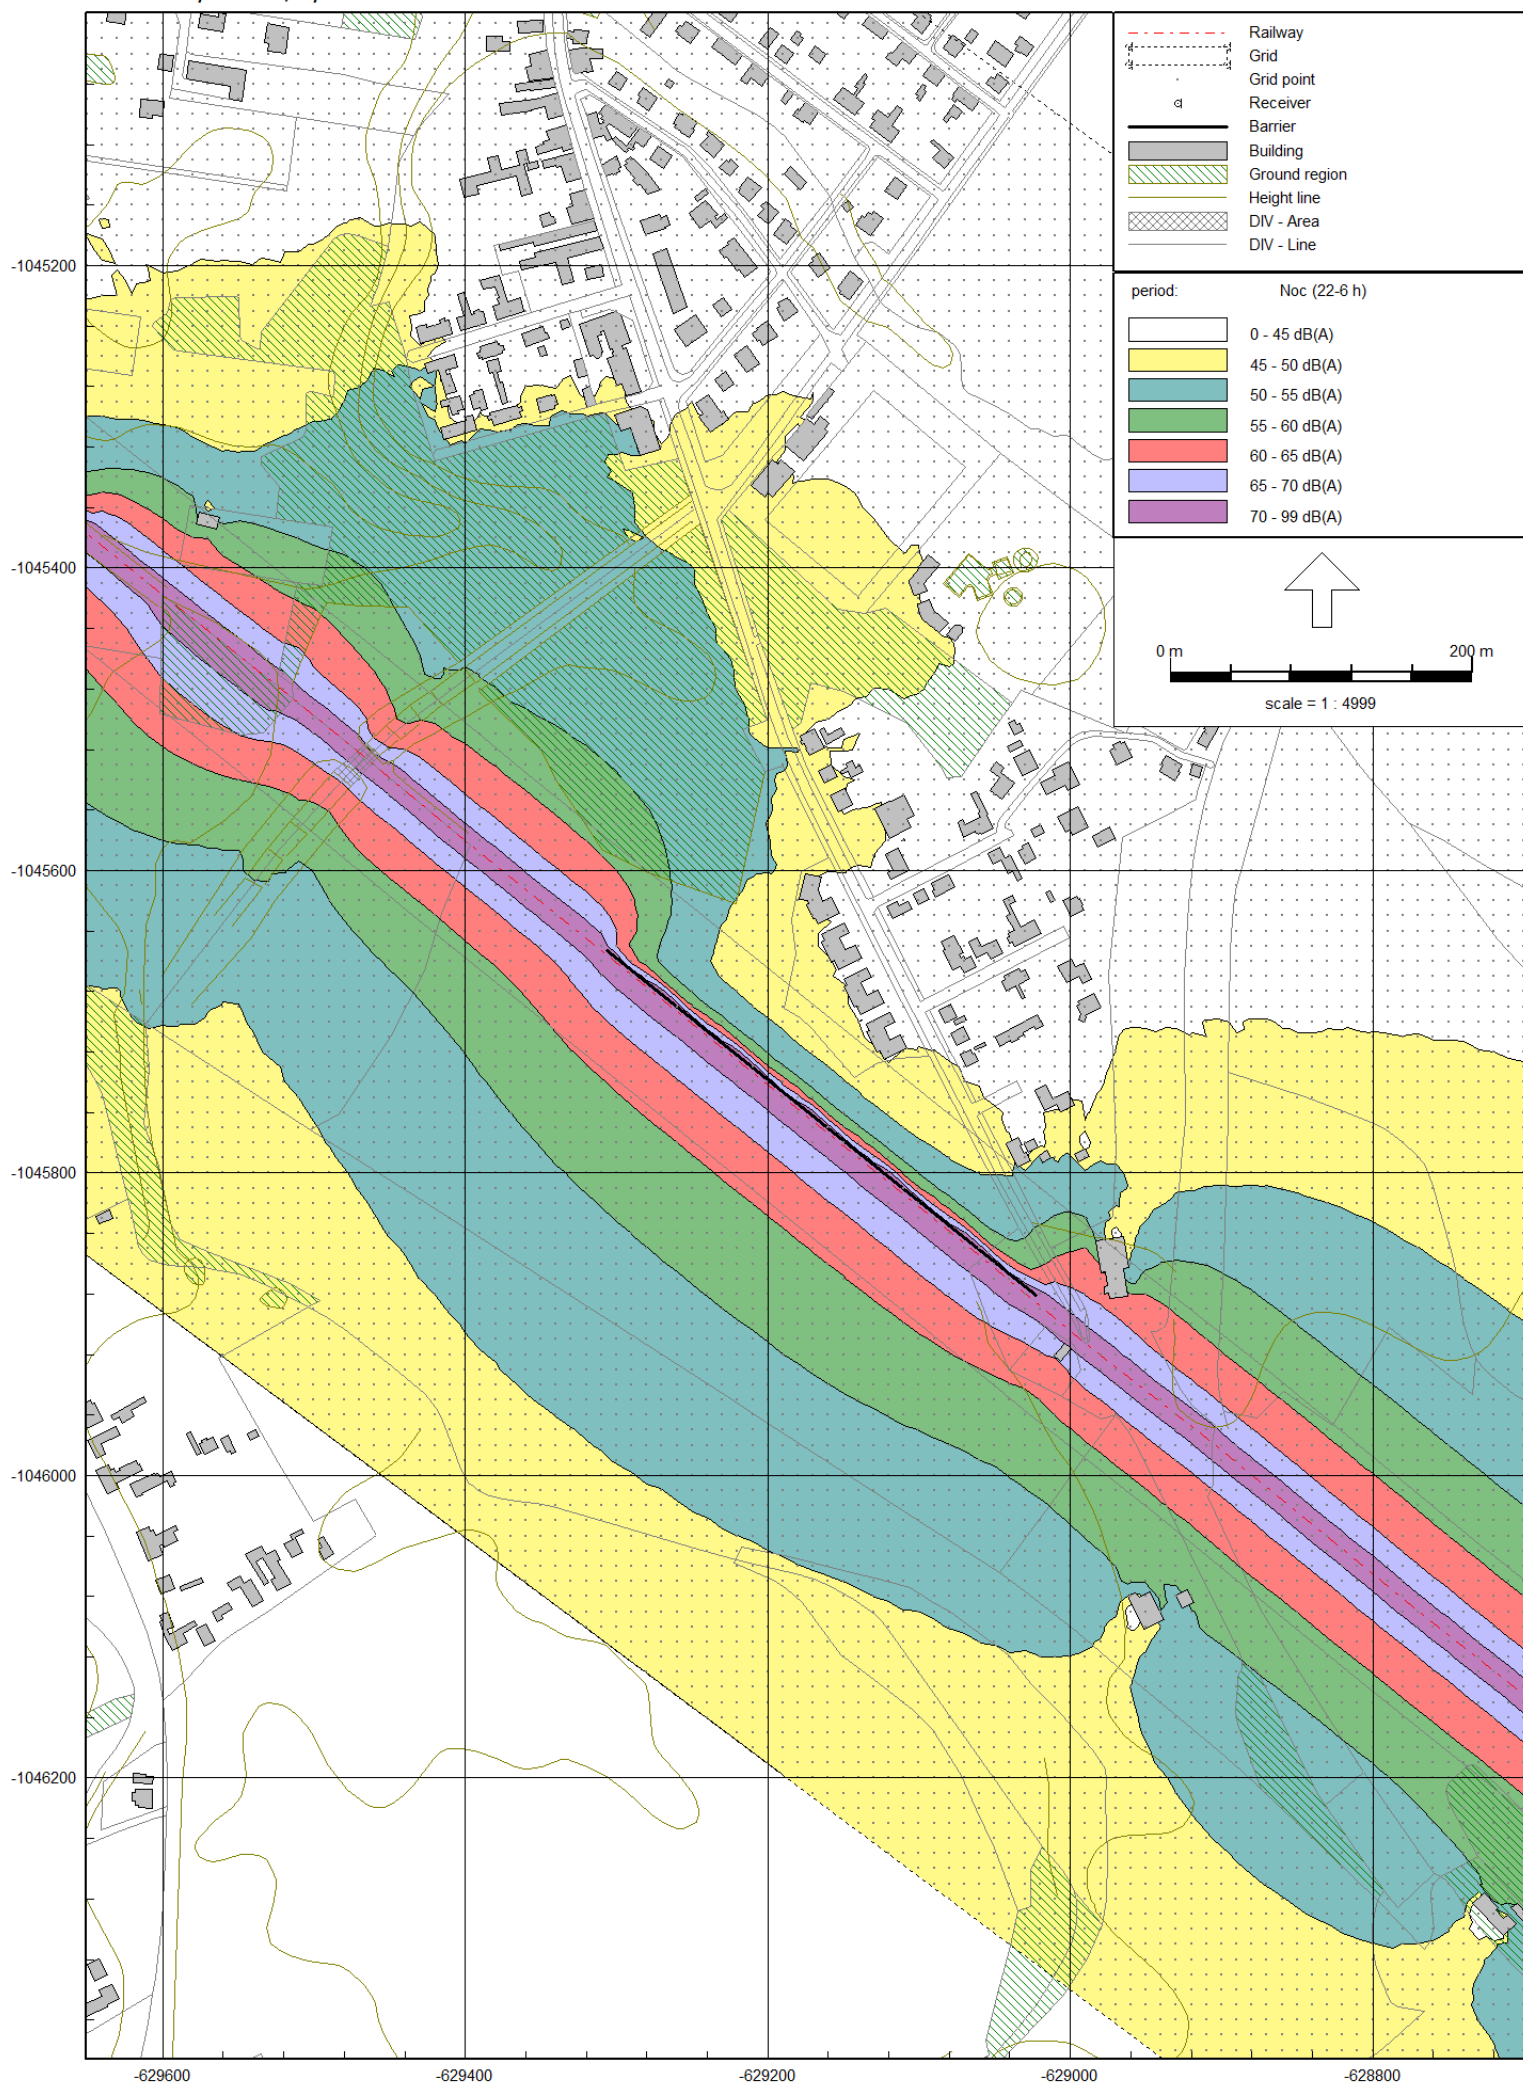 Railway
Grid
Grid point
Receiver
Barrier
Building
Ground region
Height line
DIV - Area
DIV - Line
period: Noc (22-6 h)
0 - 45 dB(A)
45 - 50 dB(A)
50 - 55 dB(A)
55 - 60 dB(A)
60 - 65 dB(A)
65 - 70 dB(A)
70 - 99 dB(A)
0 m 200 m
scale = 1 : 4999
-1045200
-1045400
-1045600
-1045800
-1046000
-1046200
-629600 -629400 -629200 -629000 -628800